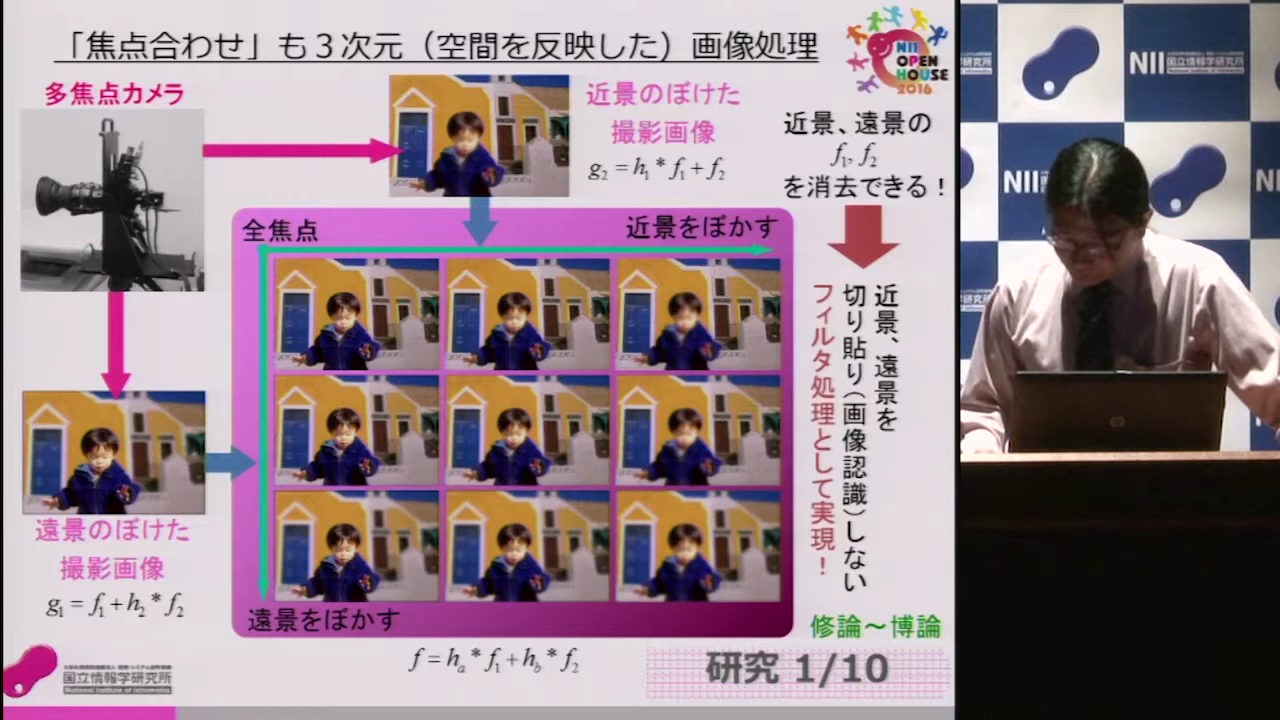 「焦点合わせ」も3次元（空間を反映した）画像処理
NII
OPEN
HOUSE
2016
多焦点カメラ
近景のぼけた
撮影画像
g₂ = h₁ * f₁ + f₂
近景、遠景の
f₁, f₂
を消去できる！
全焦点
近景をぼかす
近景、遠景を
切り貼り（画像認識）しない
フィルタ処理として実現！
遠景のぼけた
撮影画像
g₁ = f₁ + h₂ * f₂
遠景をぼかす
f = hₐ * f₁ + h_b * f₂
修論～博論
研究 1/10
国立情報学研究所
National Institute of Informatics
NII 国立情報学研究所
National Institute of Informatics
NII